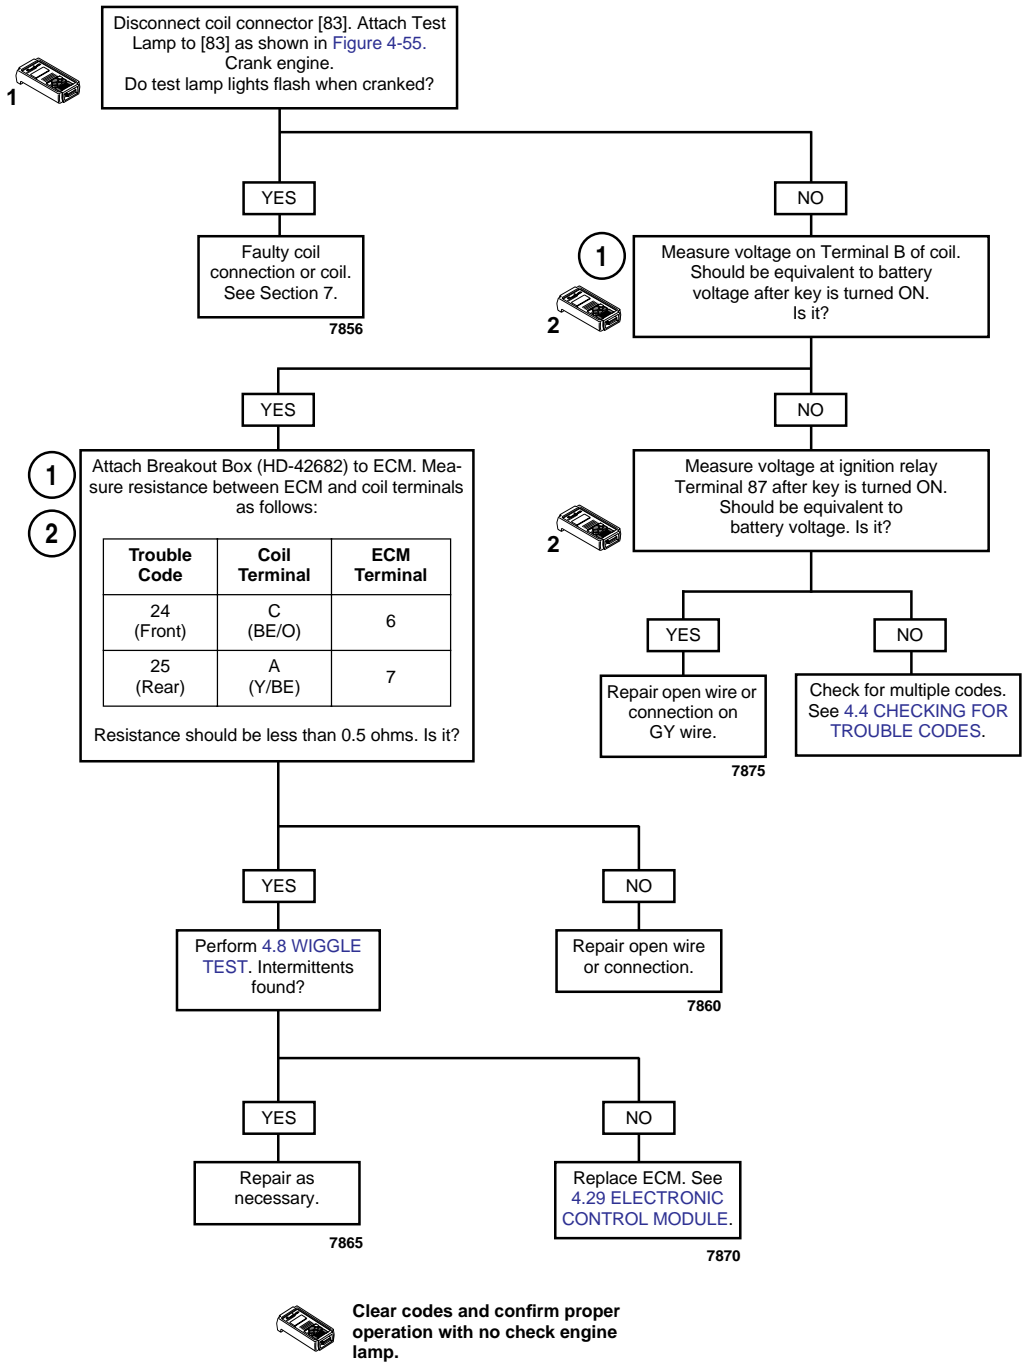 Disconnect coil connector [83]. Attach Test
Lamp to [83] as shown in Figure 4-55.
Crank engine.
Do test lamp lights flash when cranked?
1
YES
NO
Faulty coil
connection or coil.
See Section 7.
7856
1
2
Measure voltage on Terminal B of coil.
Should be equivalent to battery
voltage after key is turned ON.
Is it?
YES
NO
1
2
Attach Breakout Box (HD-42682) to ECM. Mea-
sure resistance between ECM and coil terminals
as follows:
Trouble Code Coil Terminal ECM Terminal
24 (Front) C (BE/O) 6
25 (Rear) A (Y/BE) 7
Resistance should be less than 0.5 ohms. Is it?
2
Measure voltage at ignition relay
Terminal 87 after key is turned ON.
Should be equivalent to
battery voltage. Is it?
YES
NO
Repair open wire or
connection on
GY wire.
7875
Check for multiple codes.
See 4.4 CHECKING FOR
TROUBLE CODES.
YES
NO
Perform 4.8 WIGGLE
TEST. Intermittents
found?
Repair open wire
or connection.
7860
YES
NO
Repair as
necessary.
7865
Replace ECM. See
4.29 ELECTRONIC
CONTROL MODULE.
7870
Clear codes and confirm proper
operation with no check engine
lamp.